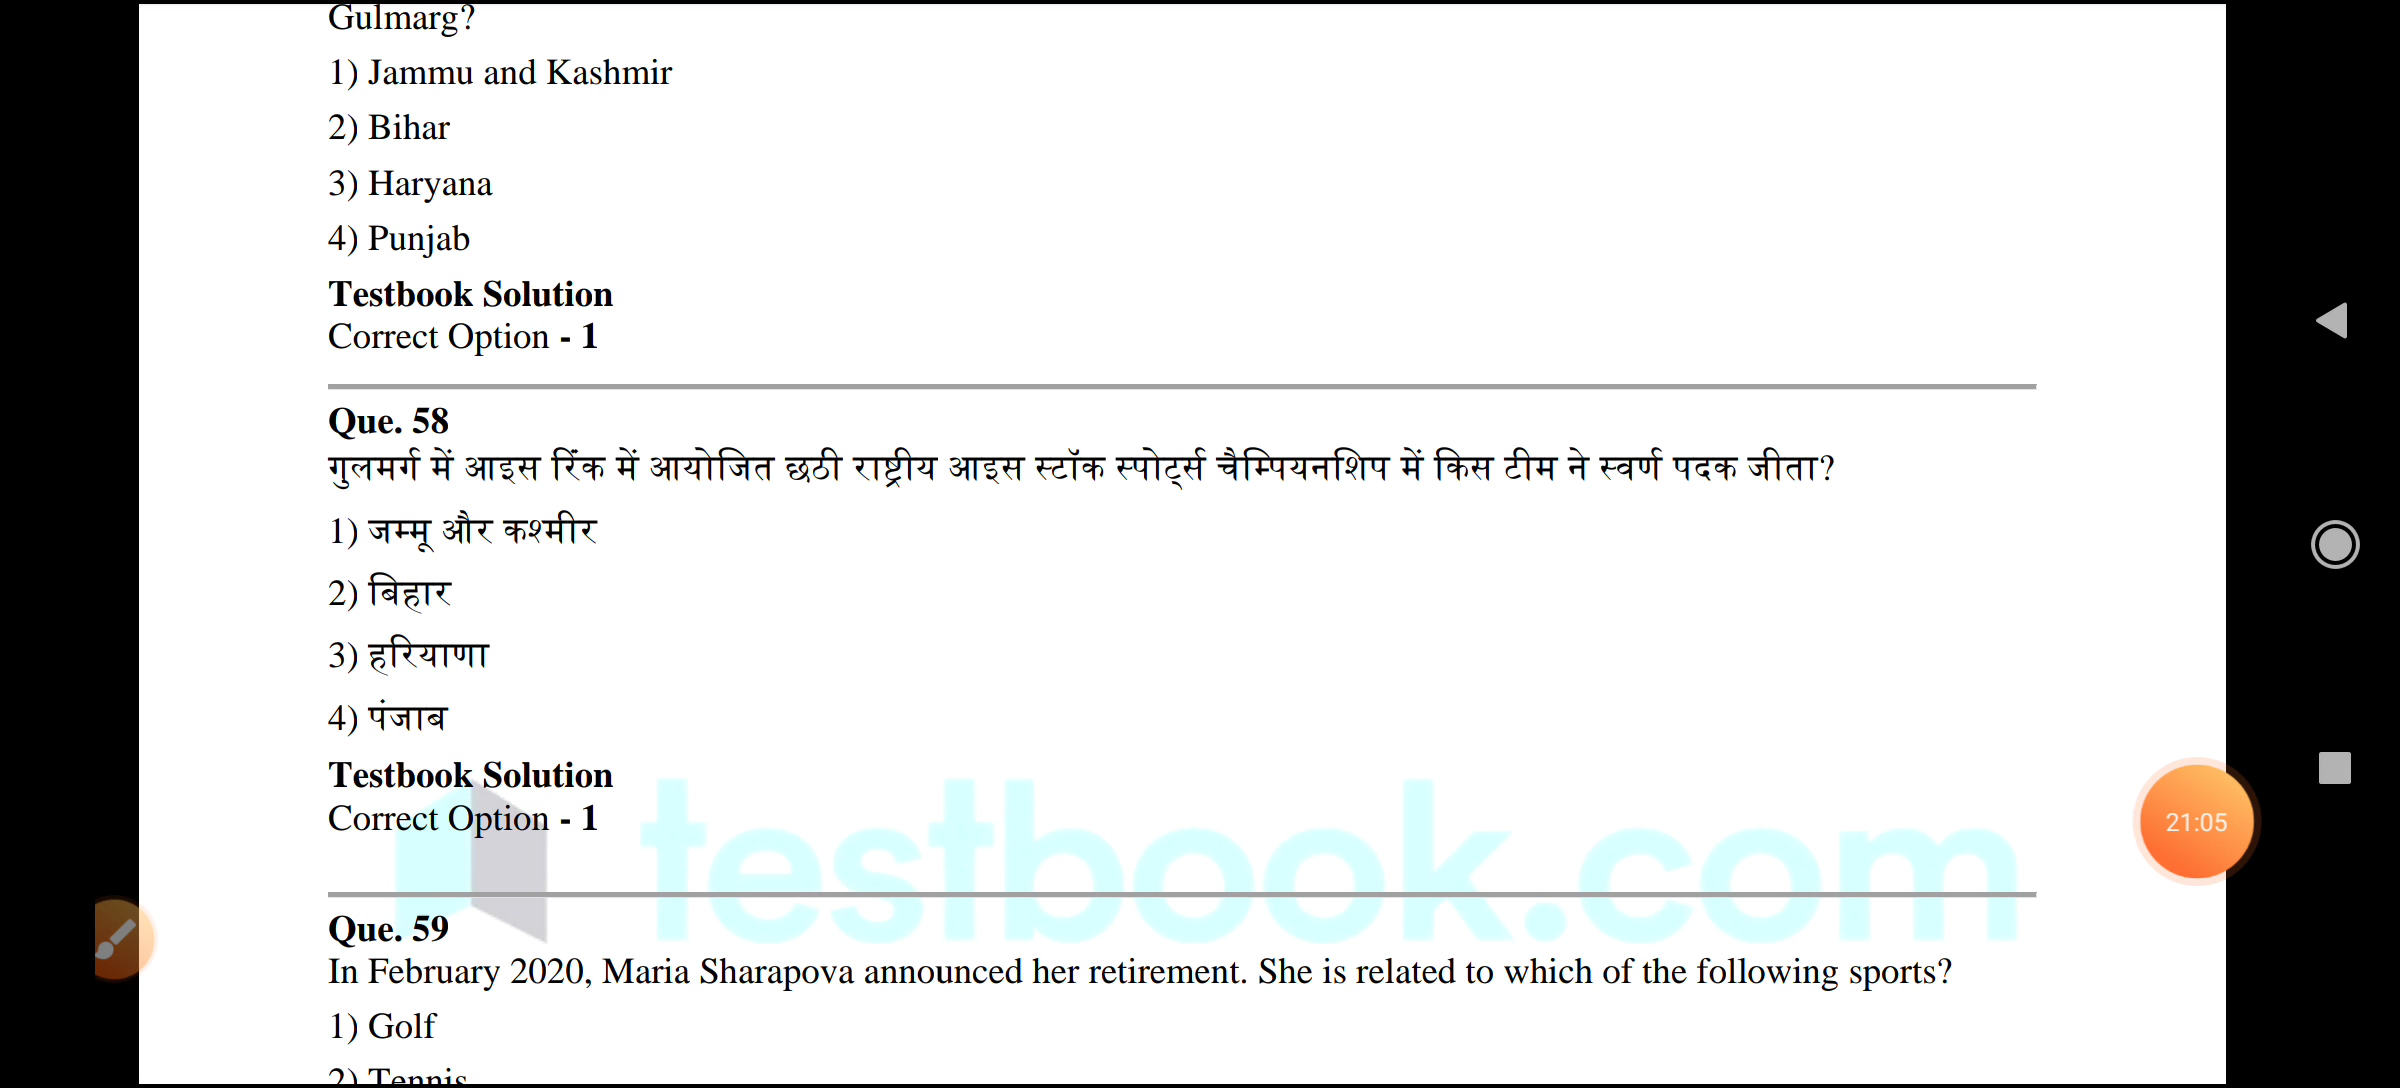 Gulmarg?
1) Jammu and Kashmir
2) Bihar
3) Haryana
4) Punjab
Testbook Solution
Correct Option - 1
Que. 58
गुलमर्ग में आइस रिंक में आयोजित छठी राष्ट्रीय आइस स्टॉक स्पोर्ट्स चैम्पियनशिप में किस टीम ने स्वर्ण पदक जीता?
1) जम्मू और कश्मीर
2) बिहार
3) हरियाणा
4) पंजाब
Testbook Solution
Correct Option - 1
testbook.com
21:05
Que. 59
In February 2020, Maria Sharapova announced her retirement. She is related to which of the following sports?
1) Golf
2) Tennis